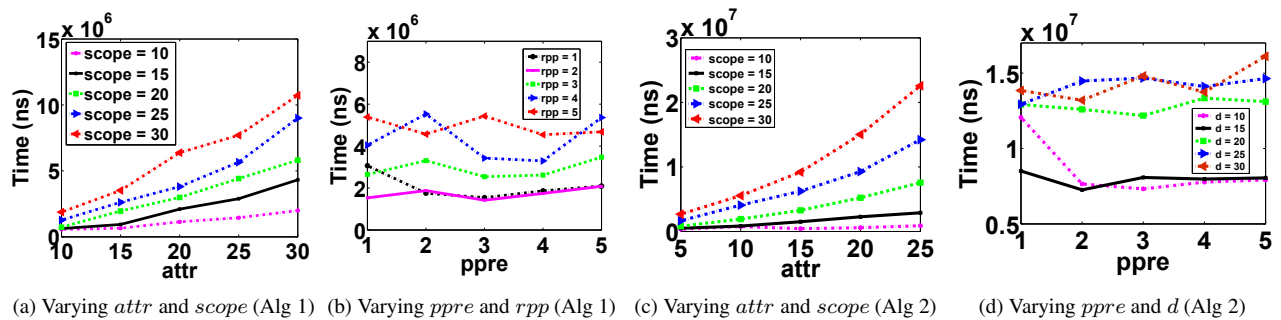 x 10^6
15
10
5
0
Time (ns)
scope = 10
scope = 15
scope = 20
scope = 25
scope = 30
10 15 20 25 30
attr
x 10^6
8
6
4
2
0
Time (ns)
rpp = 1
rpp = 2
rpp = 3
rpp = 4
rpp = 5
1 2 3 4 5
ppre
x 10^7
3
2
1
0
Time (ns)
scope = 10
scope = 15
scope = 20
scope = 25
scope = 30
5 10 15 20 25
attr
x 10^7
1.5
1
0.5
Time (ns)
d = 10
d = 15
d = 20
d = 25
d = 30
1 2 3 4 5
ppre
(a) Varying attr and scope (Alg 1)
(b) Varying ppre and rpp (Alg 1)
(c) Varying attr and scope (Alg 2)
(d) Varying ppre and d (Alg 2)